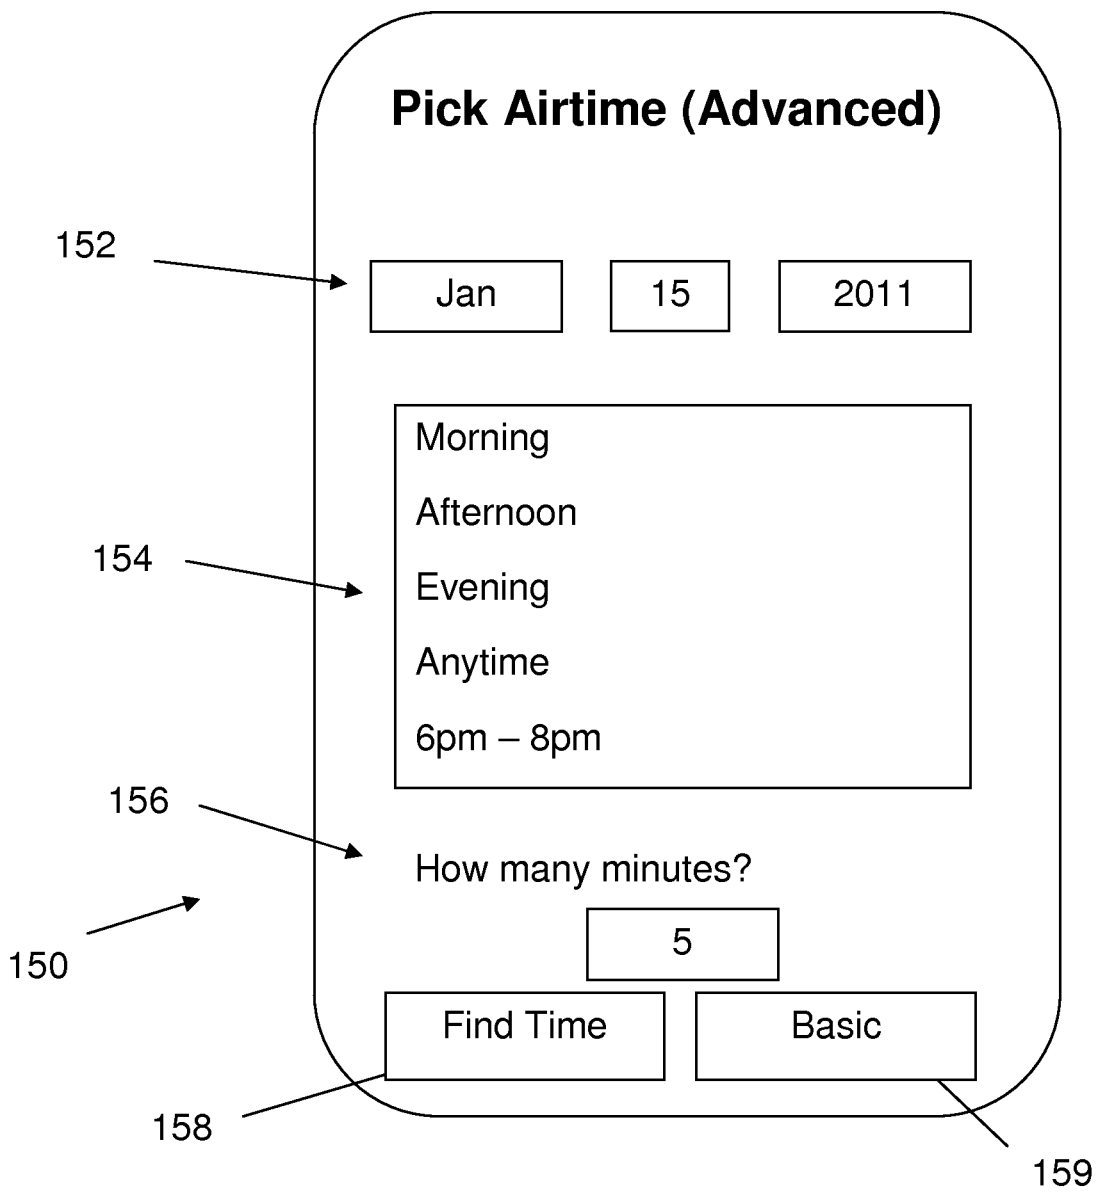 Pick Airtime (Advanced)
152
Jan 15 2011
Morning
Afternoon
154
Evening
Anytime
6pm – 8pm
156
How many minutes?
5
150
Find Time Basic
158
159